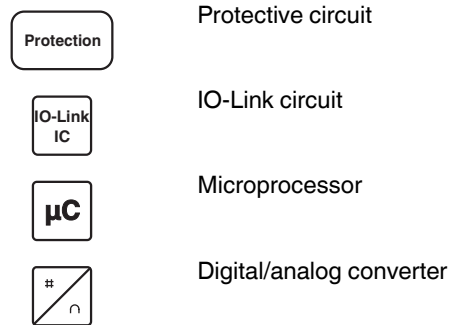 Protection
Protective circuit
IO-Link
IC
IO-Link circuit
µC
Microprocessor
#
∩
Digital/analog converter